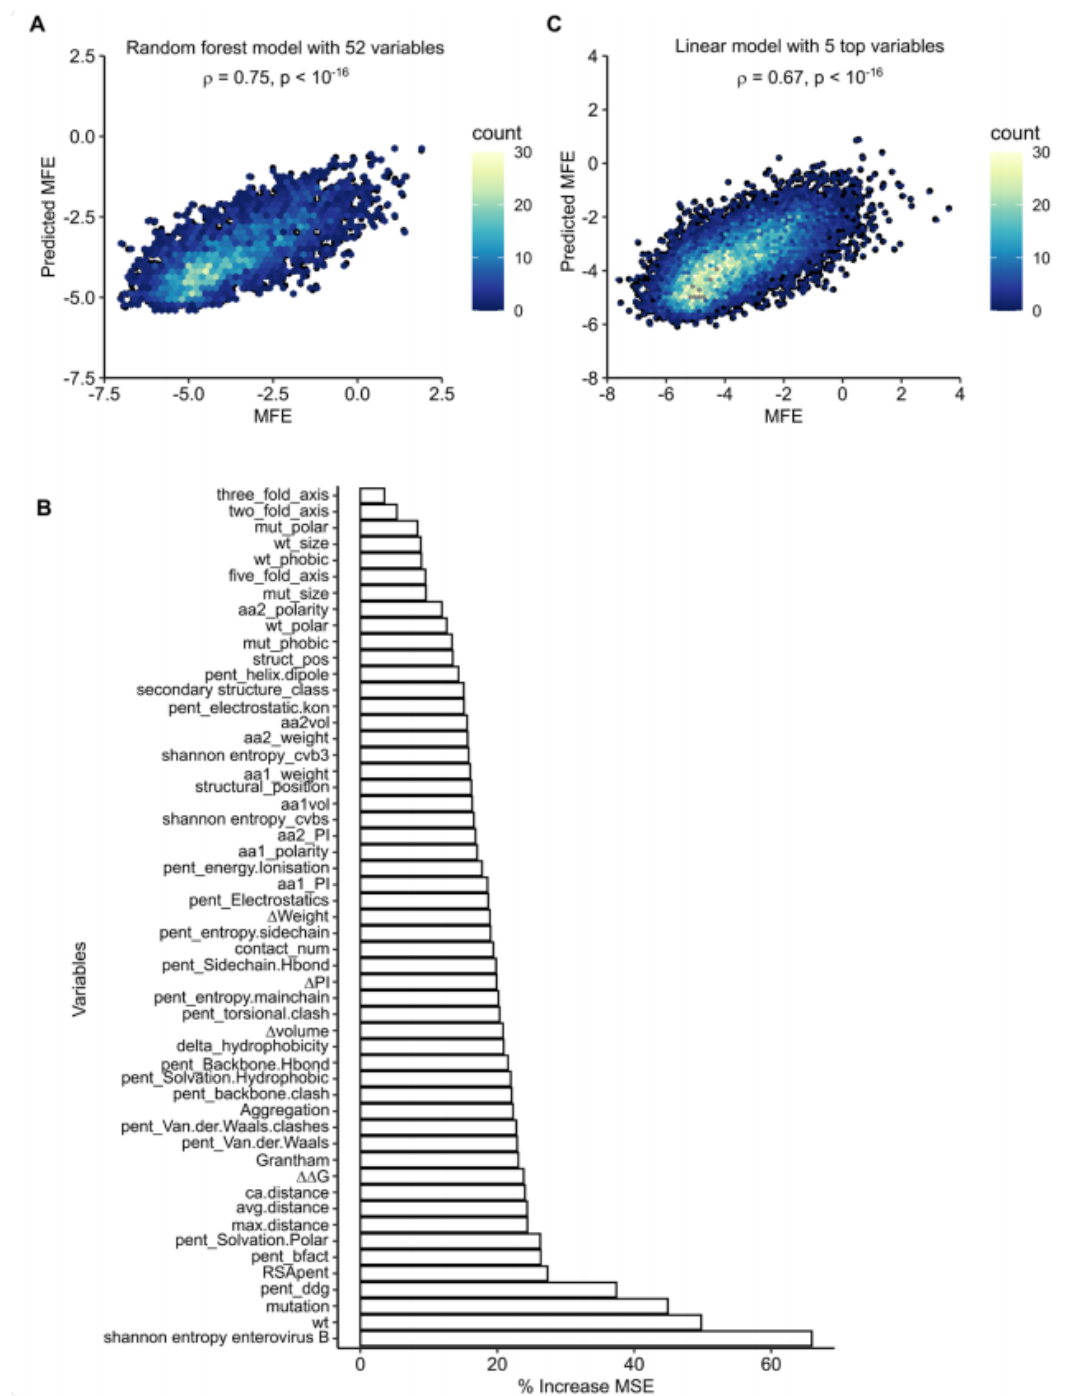 A
Random forest model with 52 variables
ρ = 0.75, p < 10⁻¹⁶
2.5
0.0
-2.5
-5.0
-7.5
Predicted MFE
-7.5 -5.0 -2.5 0.0 2.5
MFE
count
30
20
10
0
C
Linear model with 5 top variables
ρ = 0.67, p < 10⁻¹⁶
4
2
0
-2
-4
-6
-8
Predicted MFE
-8 -6 -4 -2 0 2 4
MFE
count
30
20
10
0
B
Variables
three_fold_axis
two_fold_axis
mut_polar
wt_size
wt_phobic
five_fold_axis
mut_size
aa2_polarity
wt_polar
mut_phobic
struct_pos
pent_helix.dipole
secondary structure_class
pent_electrostatic.kon
aa2vol
aa2_weight
shannon entropy_cvb3
aa1_weight
structural_position
aa1vol
shannon entropy_cvbs
aa2_PI
aa1_polarity
pent_energy.Ionisation
aa1_PI
pent_Electrostatics
ΔWeight
pent_entropy.sidechain
contact_num
pent_Sidechain.Hbond
ΔPI
pent_entropy.mainchain
pent_torsional.clash
Δvolume
delta_hydrophobicity
pent_Backbone.Hbond
pent_Solvation.Hydrophobic
pent_backbone.clash
Aggregation
pent_Van.der.Waals.clashes
pent_Van.der.Waals
Grantham
ΔΔG
ca.distance
avg.distance
max.distance
pent_Solvation.Polar
pent_bfact
RSApent
pent_ddg
mutation
wt
shannon entropy enterovirus B
0 20 40 60
% Increase MSE